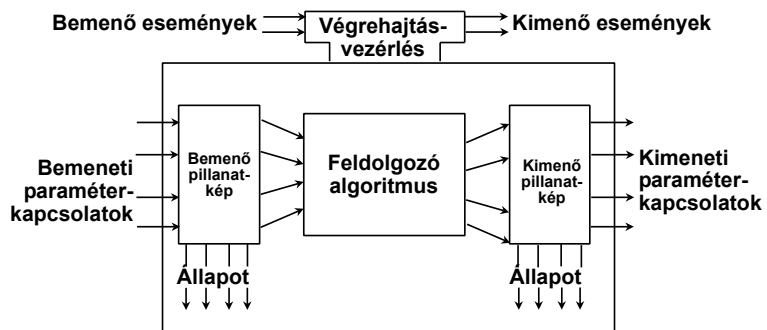 Bemenő események
Végrehajtás-
vezérlés
Kimenő események
Bemeneti
paraméter-
kapcsolatok
Bemenő
pillanat-
kép
Feldolgozó
algoritmus
Kimenő
pillanat-
kép
Kimeneti
paraméter-
kapcsolatok
Állapot
Állapot